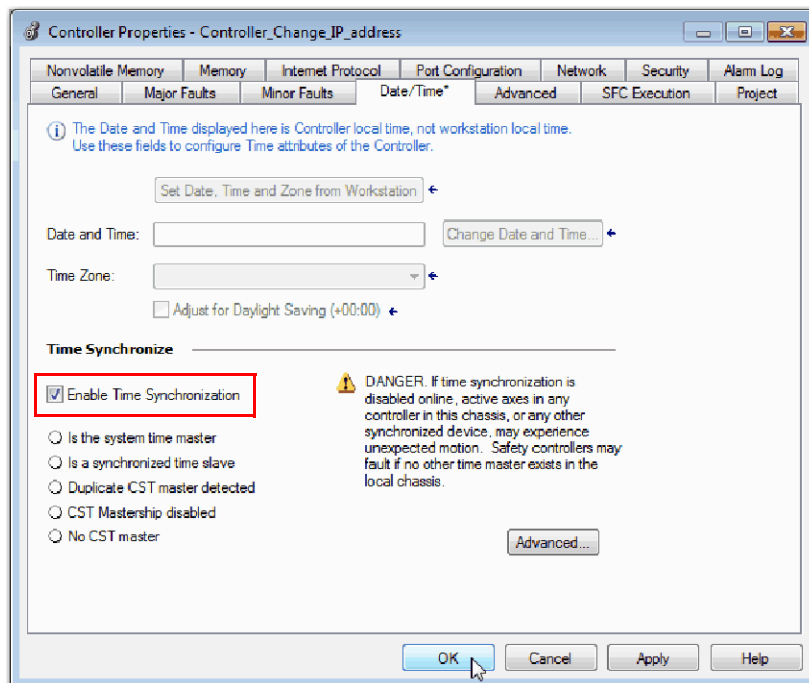 Controller Properties - Controller_Change_IP_address
Nonvolatile Memory
Memory
Internet Protocol
Port Configuration
Network
Security
Alarm Log
General
Major Faults
Minor Faults
Date/Time*
Advanced
SFC Execution
Project
The Date and Time displayed here is Controller local time, not workstation local time.
Use these fields to configure Time attributes of the Controller.
Set Date, Time and Zone from Workstation
Date and Time:
Change Date and Time...
Time Zone:
Adjust for Daylight Saving (+00:00)
Time Synchronize
Enable Time Synchronization
Is the system time master
Is a synchronized time slave
Duplicate CST master detected
CST Mastership disabled
No CST master
DANGER. If time synchronization is
disabled online, active axes in any
controller in this chassis, or any other
synchronized device, may experience
unexpected motion. Safety controllers may
fault if no other time master exists in the
local chassis.
Advanced...
OK
Cancel
Apply
Help